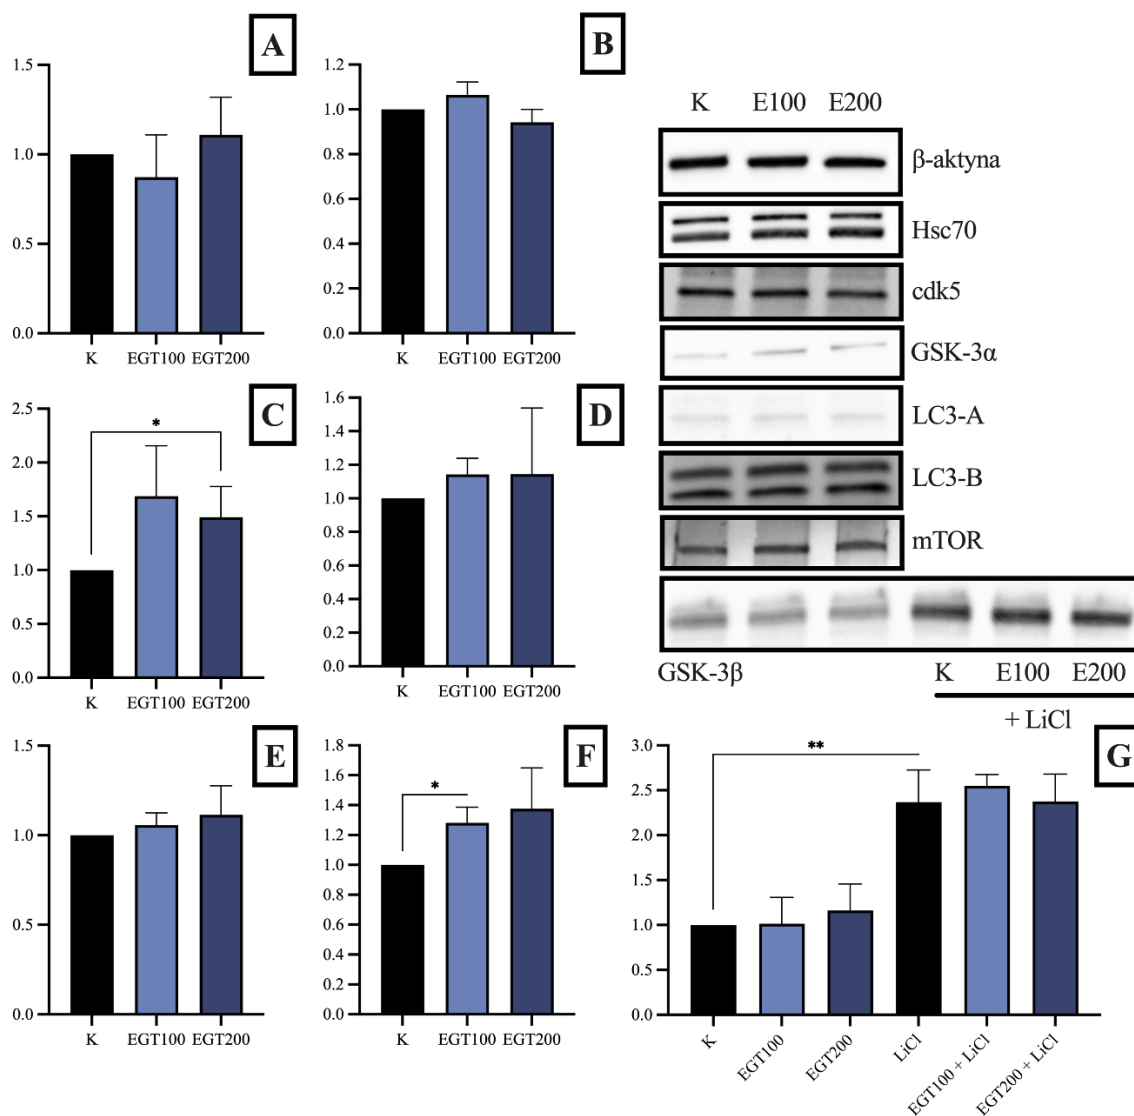 A
1.5
1.0
0.5
0.0
K EGT100 EGT200
B
1.2
1.0
0.8
0.6
0.4
0.2
0.0
K EGT100 EGT200
K E100 E200
β-aktyna
Hsc70
cdk5
GSK-3α
LC3-A
LC3-B
mTOR
GSK-3β K E100 E200
+ LiCl
C
2.5
2.0
1.5
1.0
0.5
0.0
*
K EGT100 EGT200
D
1.6
1.4
1.2
1.0
0.8
0.6
0.4
0.2
0.0
K EGT100 EGT200
E
1.5
1.0
0.5
0.0
K EGT100 EGT200
F
1.8
1.6
1.4
1.2
1.0
0.8
0.6
0.4
0.2
0.0
*
K EGT100 EGT200
G
3.0
2.5
2.0
1.5
1.0
0.5
0.0
**
K EGT100 EGT200 LiCl EGT100 + LiCl EGT200 + LiCl